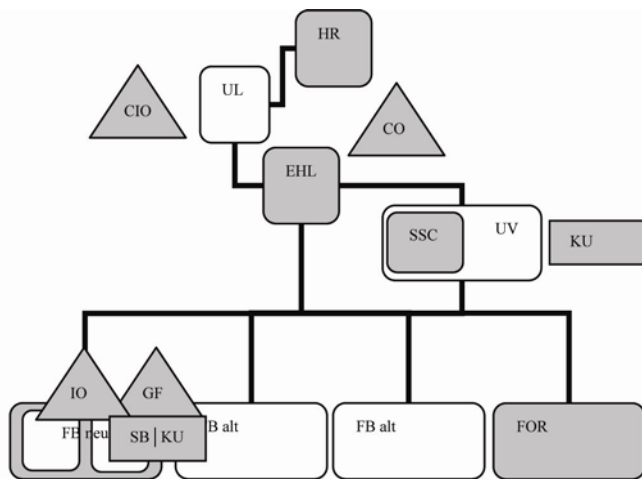 HR
UL
CIO
CO
EHL
SSC
UV
KU
IO
GF
FB neu
SB | KU
B alt
FB alt
FOR